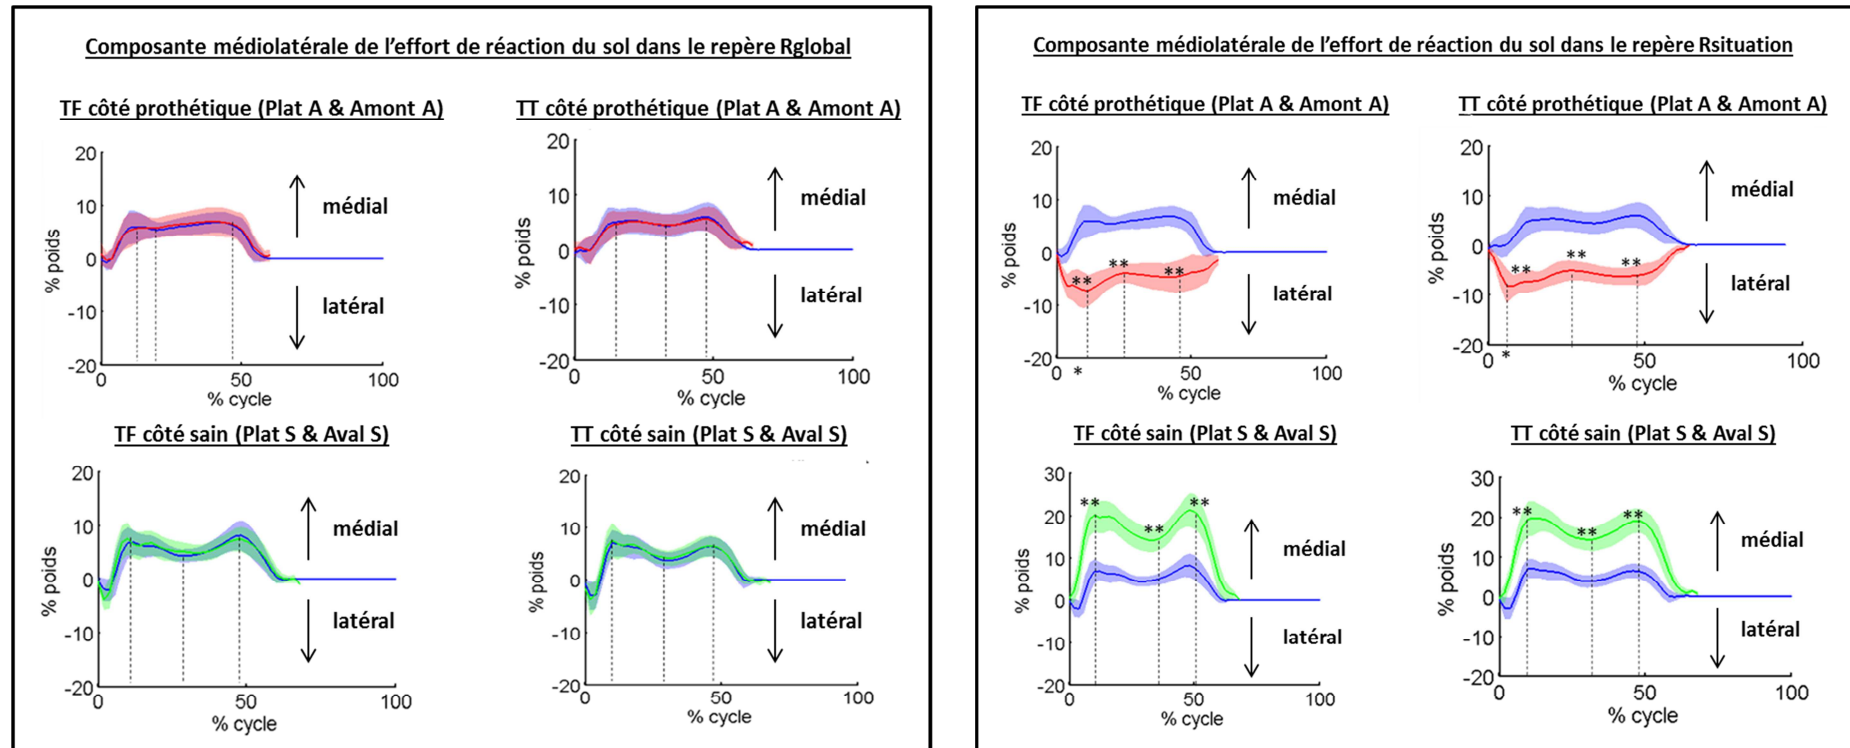 Composante médiolatérale de l'effort de réaction du sol dans le repère Rglobal
TF côté prothétique (Plat A & Amont A)
% poids
20
10
0
-10
-20
médial
latéral
0
50
100
% cycle
TT côté prothétique (Plat A & Amont A)
% poids
20
10
0
-10
-20
médial
latéral
0
50
100
% cycle
TF côté sain (Plat S & Aval S)
% poids
20
10
0
-10
-20
médial
latéral
0
50
100
% cycle
TT côté sain (Plat S & Aval S)
% poids
20
10
0
-10
-20
médial
latéral
0
50
100
% cycle
Composante médiolatérale de l'effort de réaction du sol dans le repère Rsituation
TF côté prothétique (Plat A & Amont A)
% poids
20
10
0
-10
-20
médial
latéral
** ** **
0
50
100
*
% cycle
TT côté prothétique (Plat A & Amont A)
% poids
20
10
0
-10
-20
médial
latéral
** ** **
0
50
100
*
% cycle
TF côté sain (Plat S & Aval S)
% poids
30
20
10
0
-10
-20
** ** **
médial
latéral
0
50
100
% cycle
TT côté sain (Plat S & Aval S)
% poids
30
20
10
0
-10
-20
** ** **
médial
latéral
0
50
100
% cycle